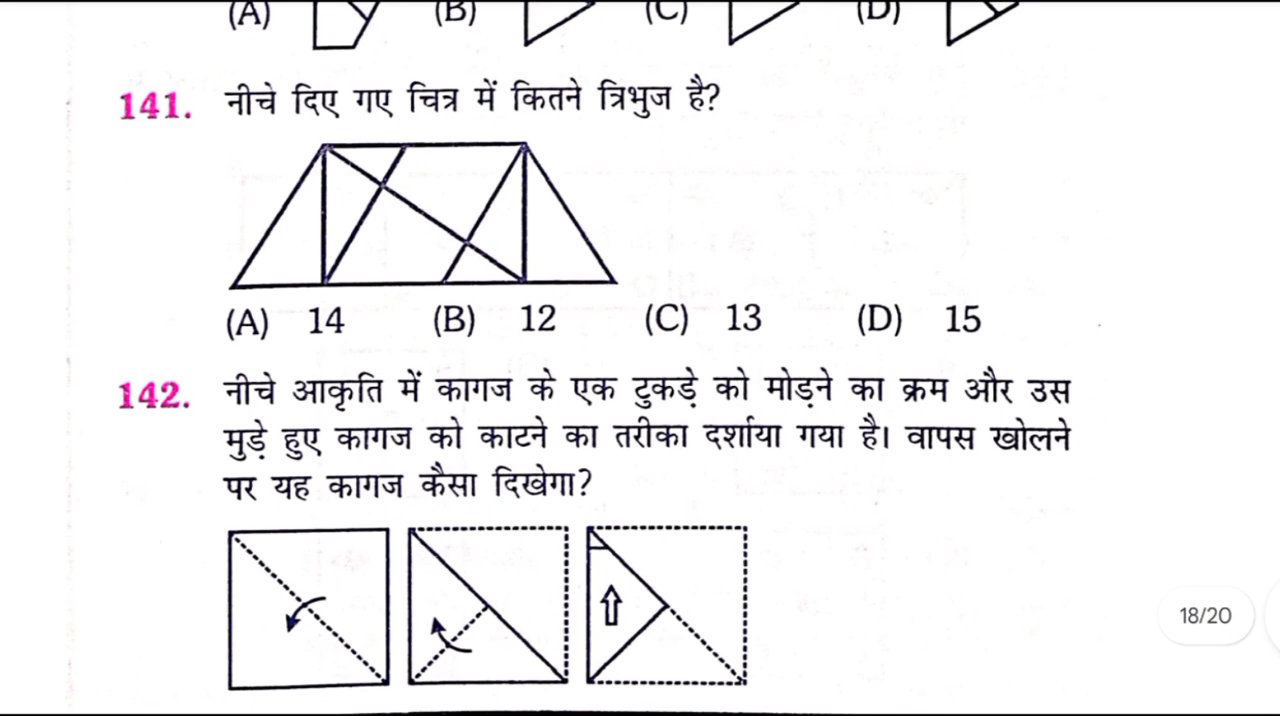 (A) (B) (C) (D)
141. नीचे दिए गए चित्र में कितने त्रिभुज है?
(A) 14 (B) 12 (C) 13 (D) 15
142. नीचे आकृति में कागज के एक टुकड़े को मोड़ने का क्रम और उस
मुड़े हुए कागज को काटने का तरीका दर्शाया गया है। वापस खोलने
पर यह कागज कैसा दिखेगा?
18/20